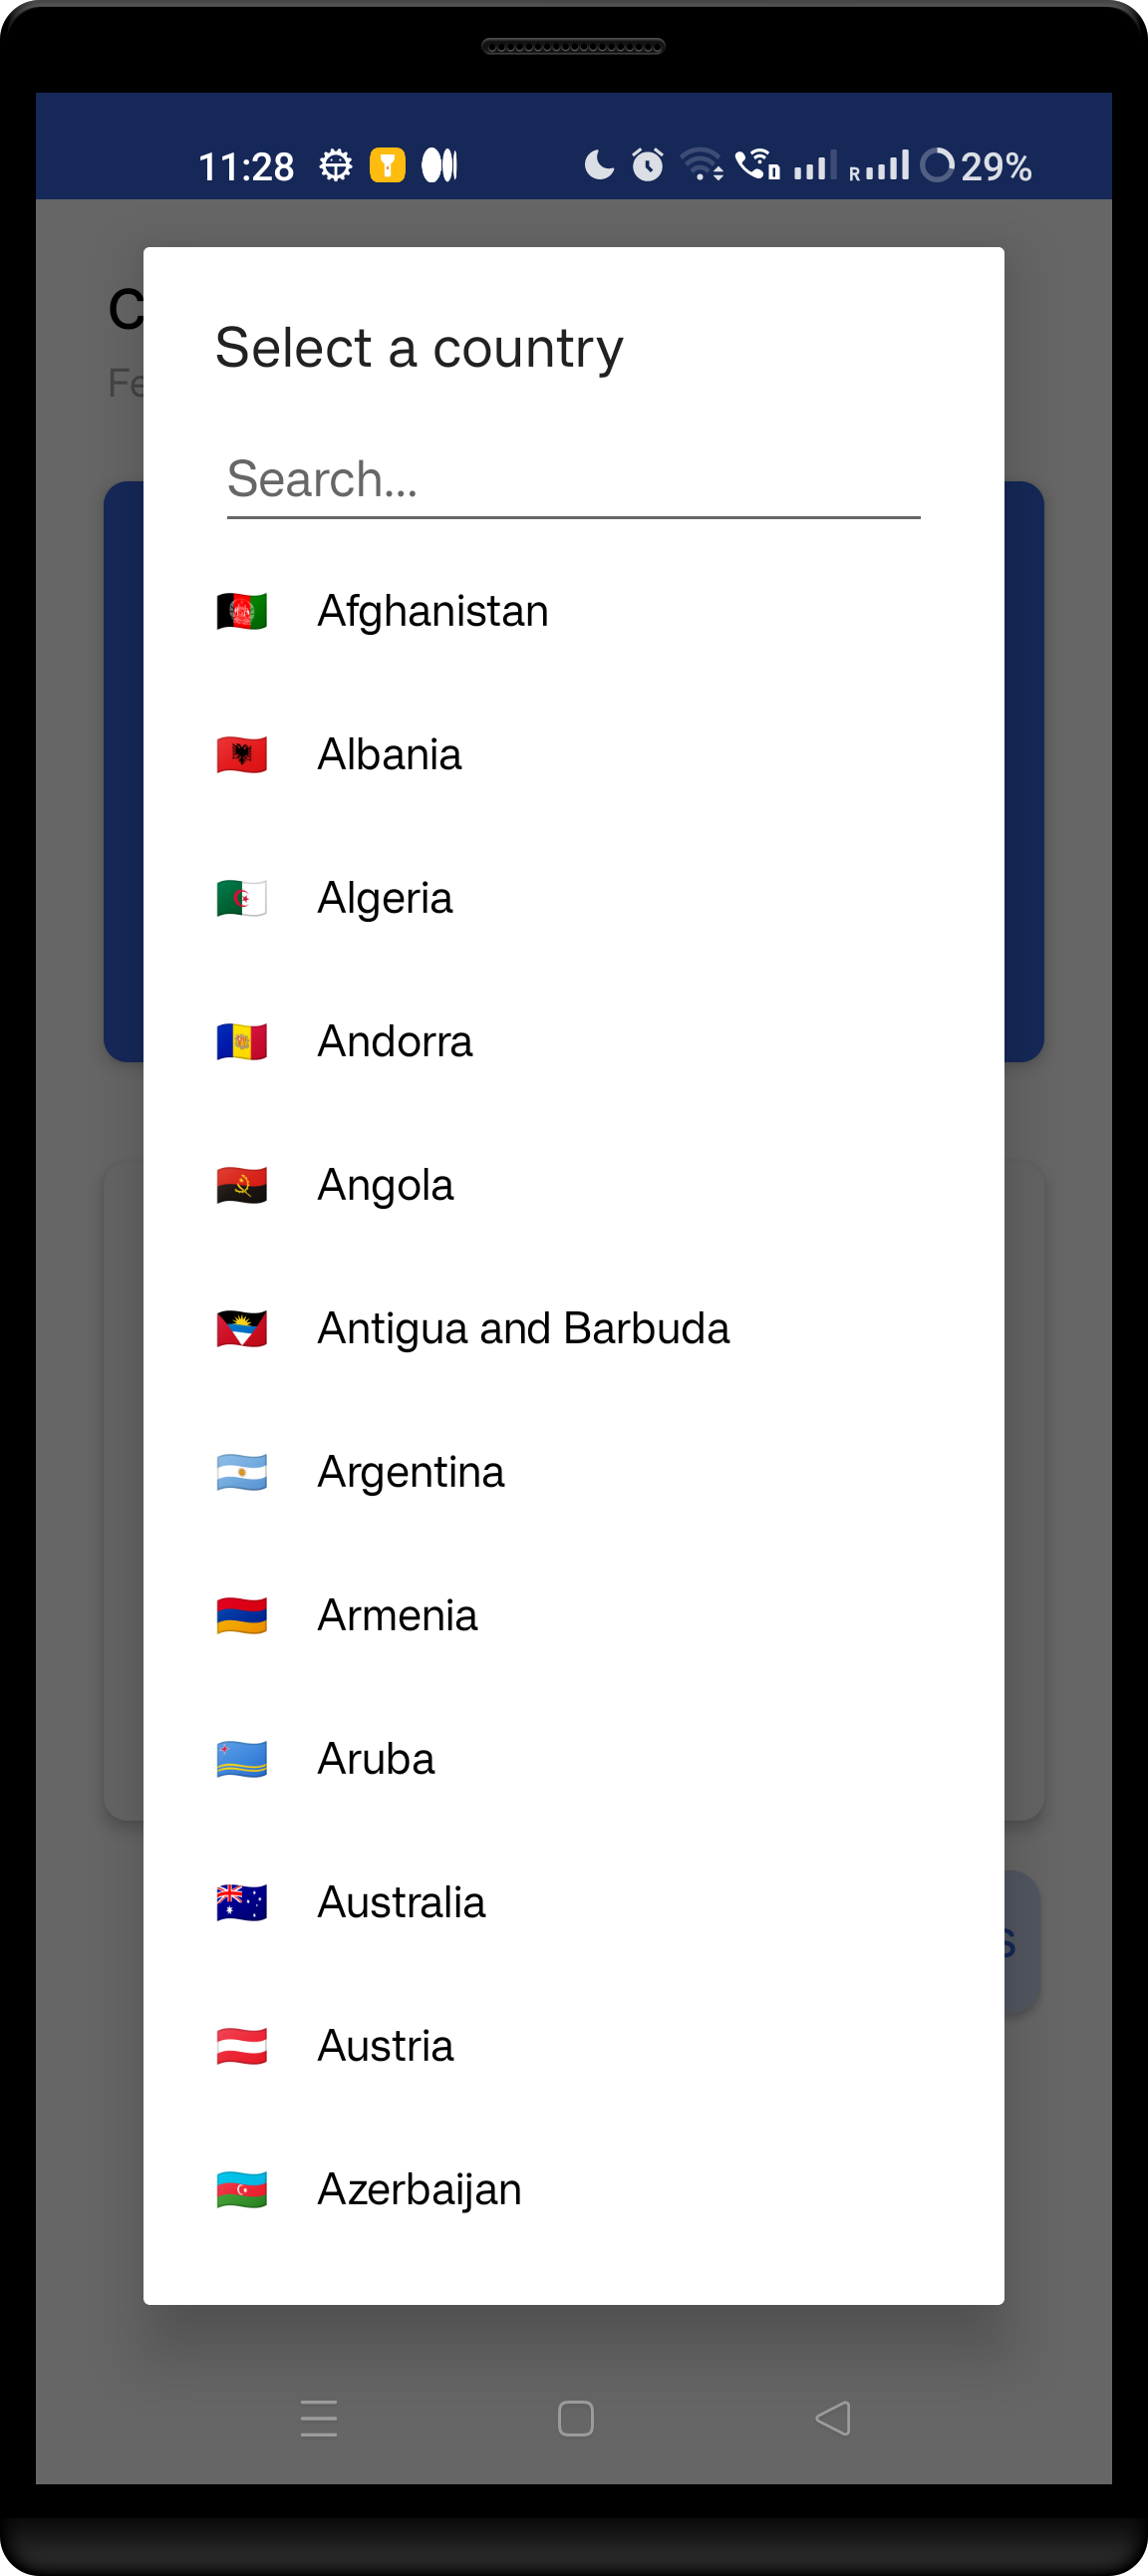 11:28
R
29%
C
Fe
Select a country
Search...
Afghanistan
Albania
Algeria
Andorra
Angola
Antigua and Barbuda
Argentina
Armenia
Aruba
Australia
s
Austria
Azerbaijan